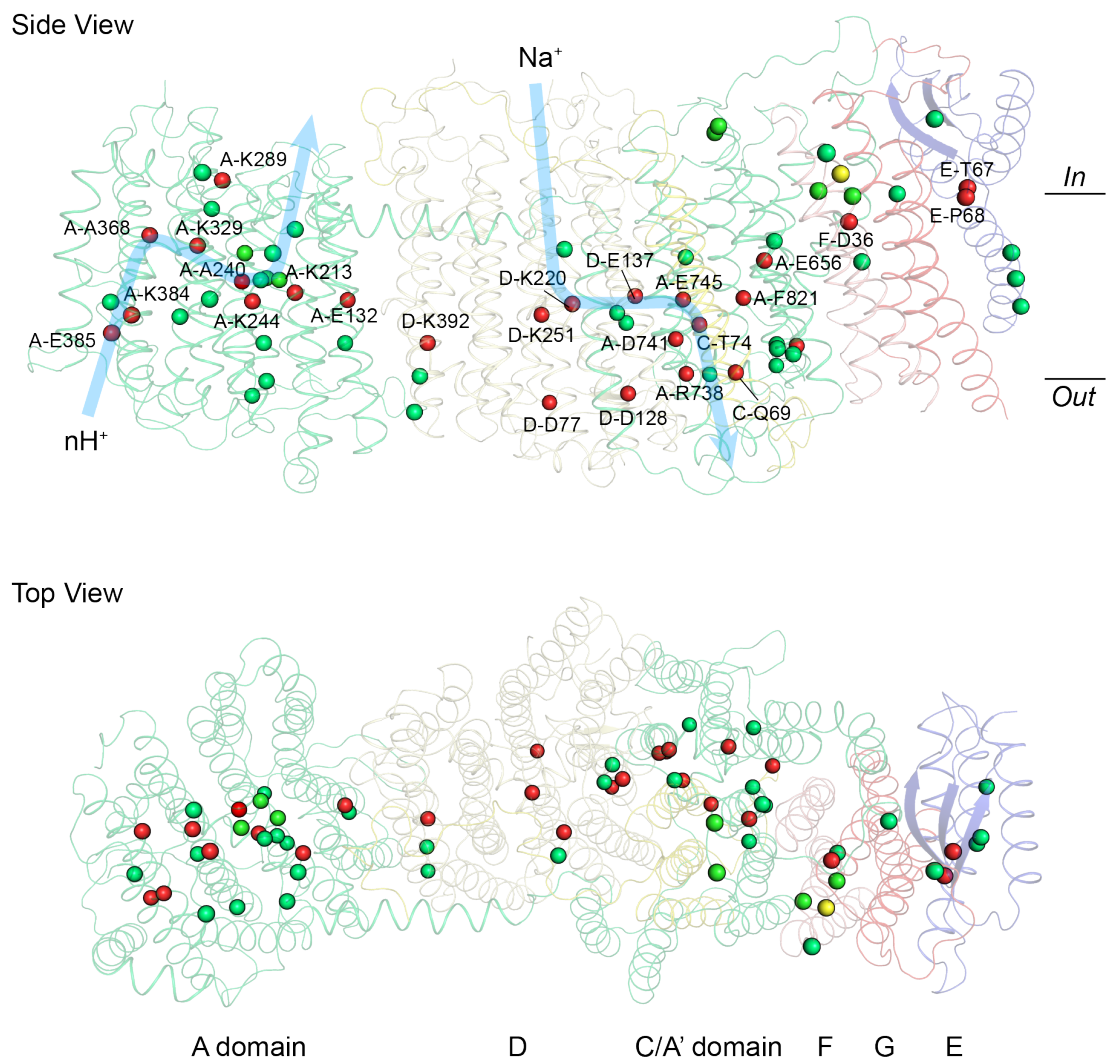 Side View
Na⁺
A-K289
E-T67
In
E-P68
A-A368
A-K329
F-D36
A-A240
A-K213
D-E137
A-E656
D-K220
A-E745
A-K384
A-K244
A-E132
A-F821
A-E385
D-K392
D-K251
A-D741
C-T74
A-R738
Out
D-D77
D-D128
C-Q69
nH⁺
Top View
A domain
D
C/A’ domain
F
G
E